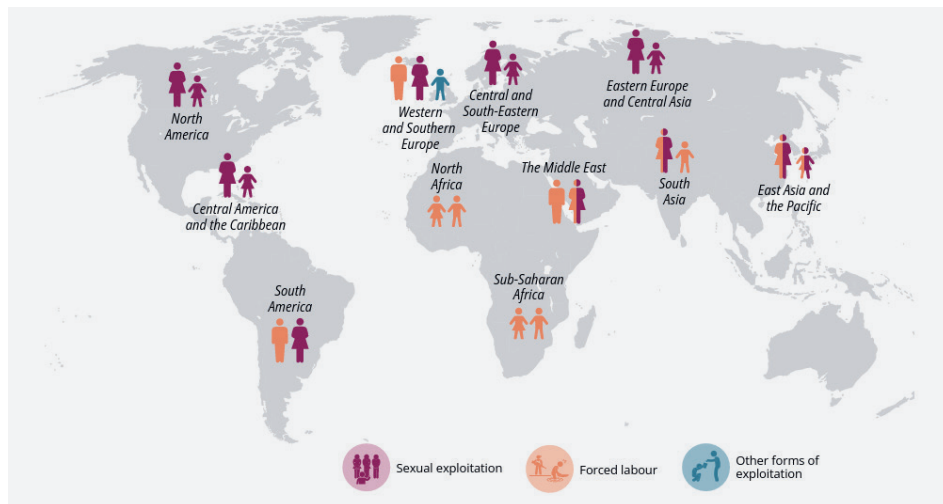 North
America
Western
and Southern
Europe
Central and
South-Eastern
Europe
Eastern Europe
and Central Asia
Central America
and the Caribbean
North
Africa
The Middle East
South
Asia
East Asia and
the Pacific
South
America
Sub-Saharan
Africa
Sexual exploitation
Forced labour
Other forms of
exploitation